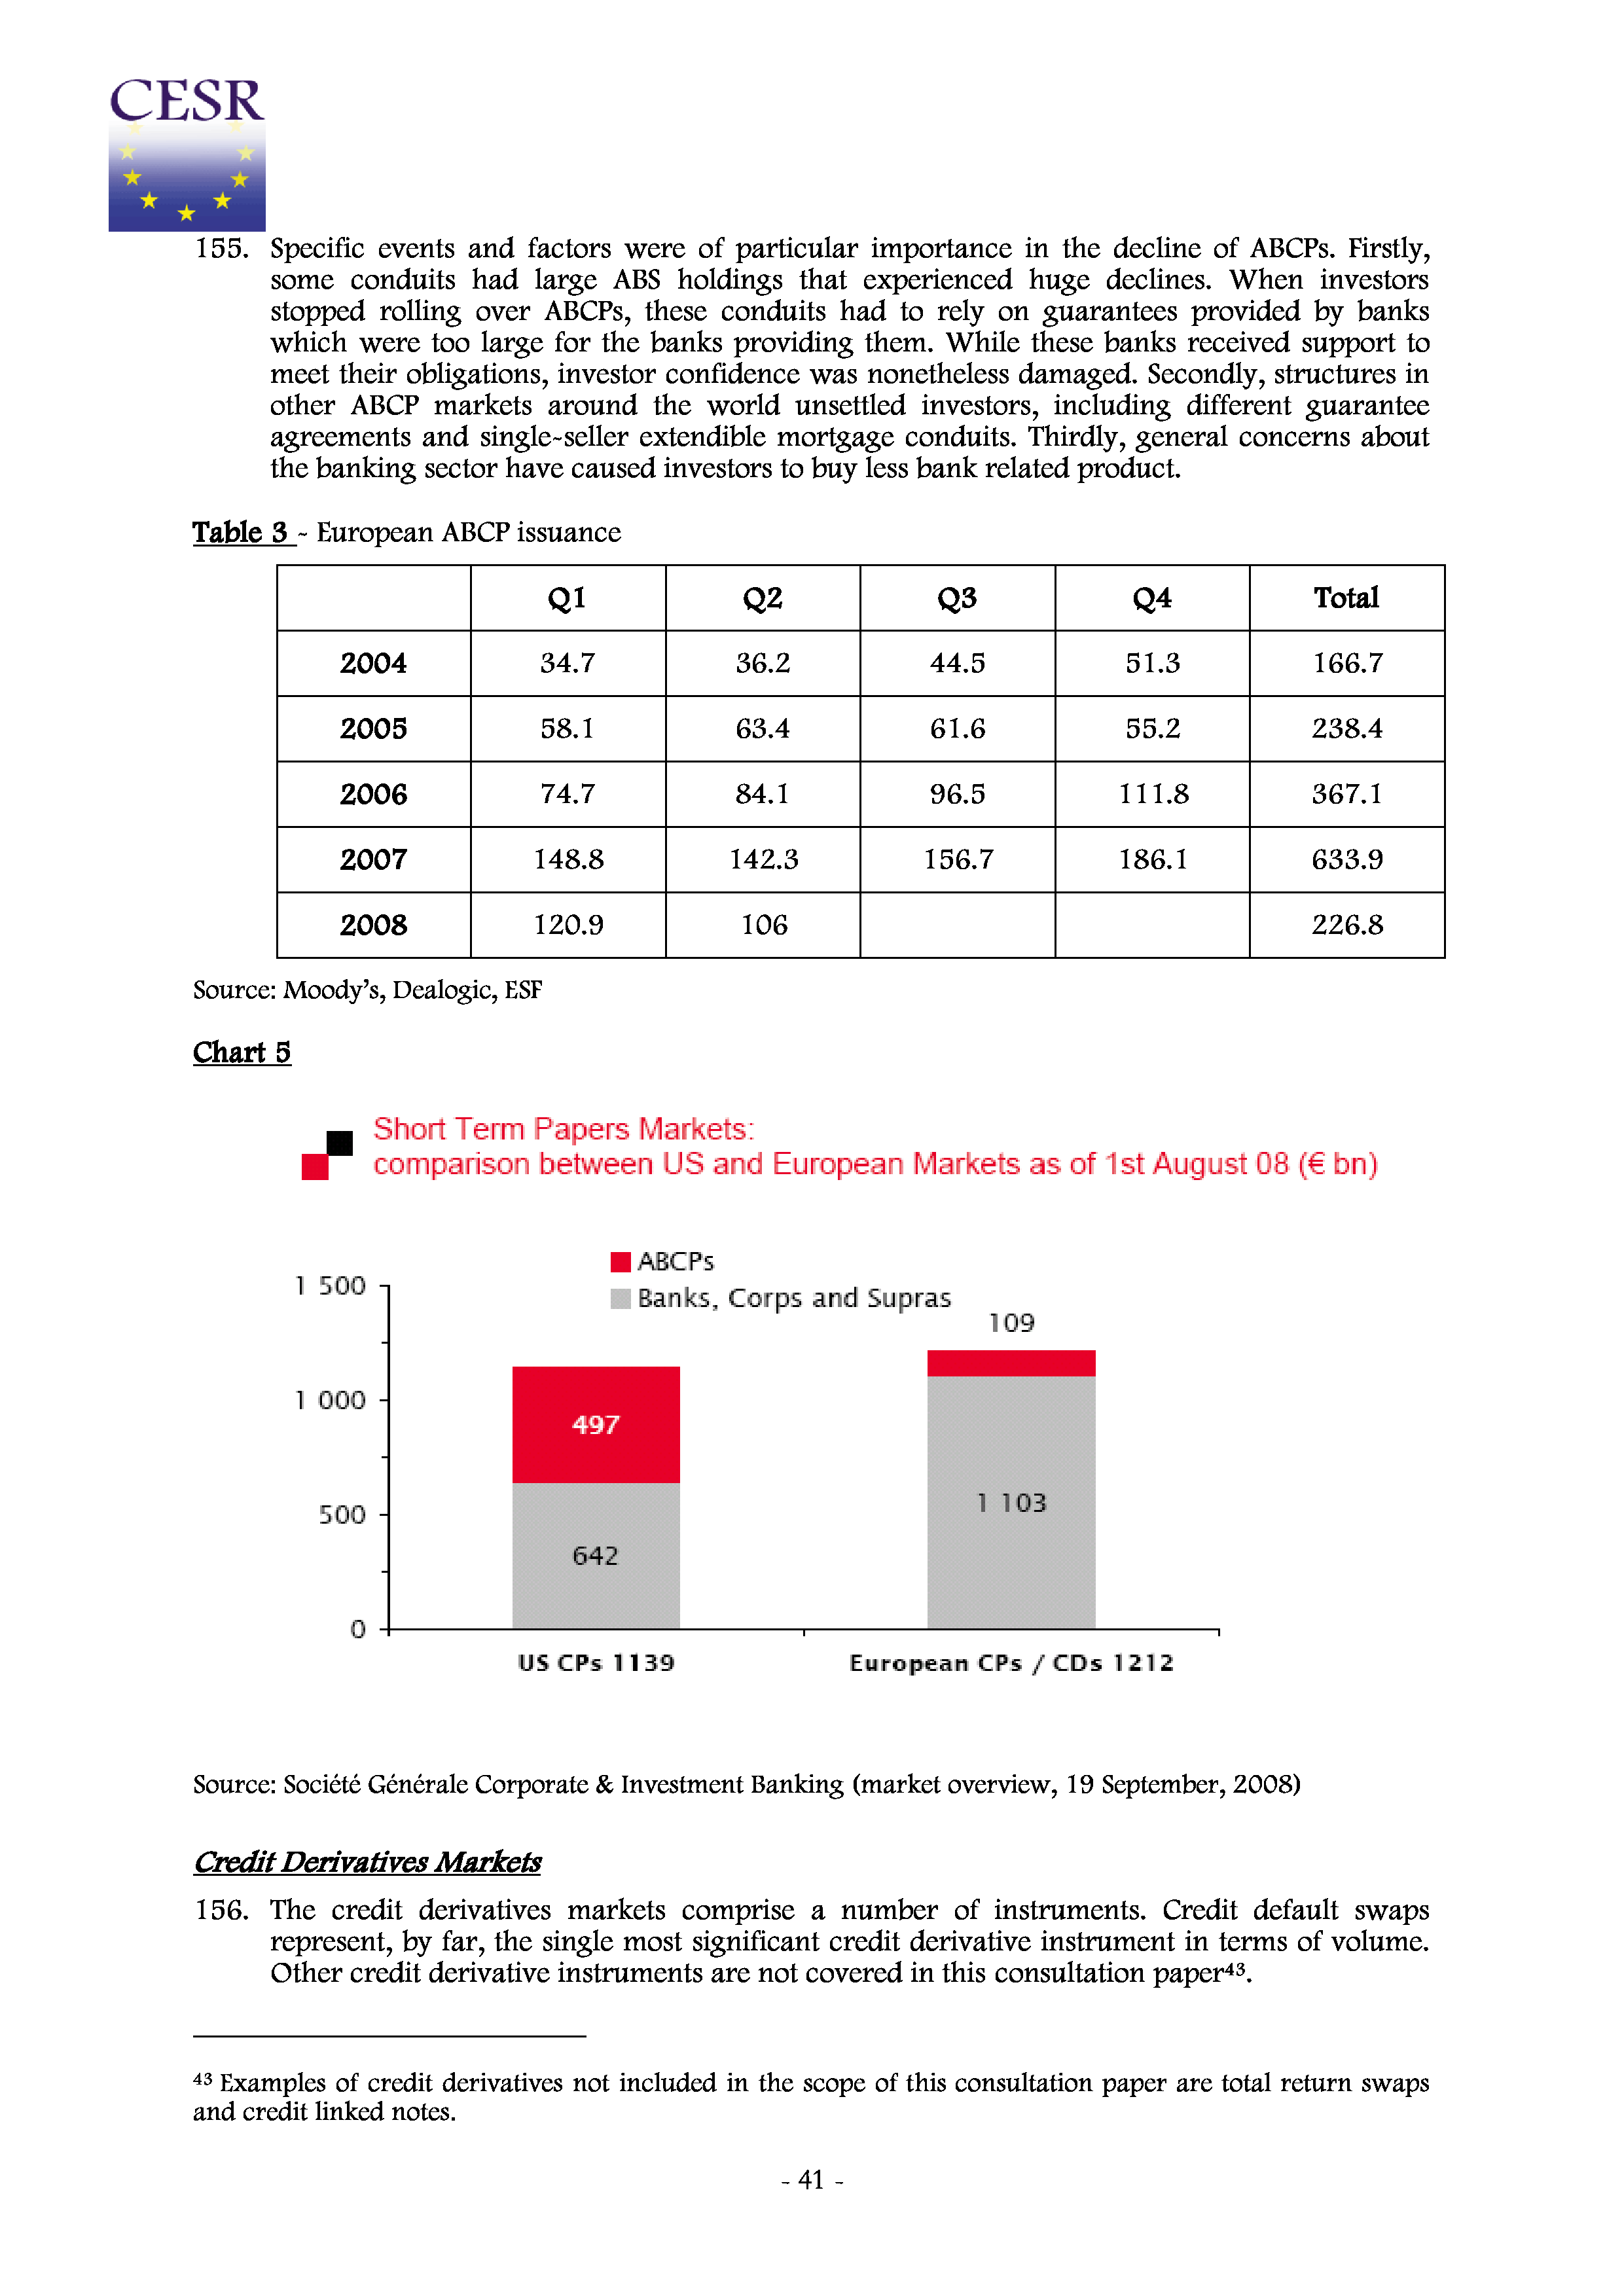 CESR
155. Specific events and factors were of particular importance in the decline of ABCPs. Firstly,
some conduits had large ABS holdings that experienced huge declines. When investors
stopped rolling over ABCPs, these conduits had to rely on guarantees provided by banks
which were too large for the banks providing them. While these banks received support to
meet their obligations, investor confidence was nonetheless damaged. Secondly, structures in
other ABCP markets around the world unsettled investors, including different guarantee
agreements and single-seller extendible mortgage conduits. Thirdly, general concerns about
the banking sector have caused investors to buy less bank related product.
Table 3 - European ABCP issuance
Q1 Q2 Q3 Q4 Total
2004 34.7 36.2 44.5 51.3 166.7
2005 58.1 63.4 61.6 55.2 238.4
2006 74.7 84.1 96.5 111.8 367.1
2007 148.8 142.3 156.7 186.1 633.9
2008 120.9 106 226.8
Source: Moody's, Dealogic, ESF
Chart 5
Short Term Papers Markets:
comparison between US and European Markets as of 1st August 08 (€ bn)
ABCPs
Banks, Corps and Supras
1 500
109
1 000
497
1 103
500
642
0
US CPs 1139 European CPs / CDs 1212
Source: Société Générale Corporate & Investment Banking (market overview, 19 September, 2008)
Credit Derivatives Markets
156. The credit derivatives markets comprise a number of instruments. Credit default swaps
represent, by far, the single most significant credit derivative instrument in terms of volume.
Other credit derivative instruments are not covered in this consultation paper⁴³.
⁴³ Examples of credit derivatives not included in the scope of this consultation paper are total return swaps
and credit linked notes.
- 41 -